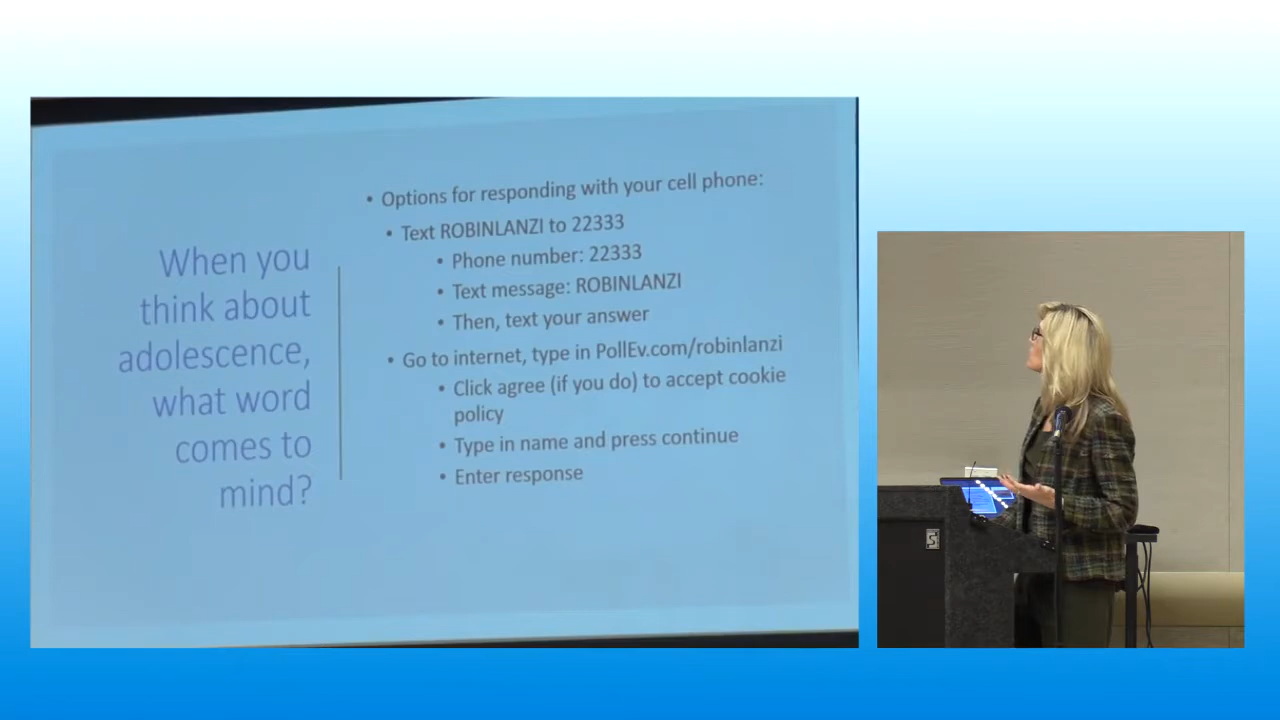 When you
think about
adolescence,
what word
comes to
mind?
• Options for responding with your cell phone:
• Text ROBINLANZI to 22333
• Phone number: 22333
• Text message: ROBINLANZI
• Then, text your answer
• Go to internet, type in PollEv.com/robinlanzi
• Click agree (if you do) to accept cookie
policy
• Type in name and press continue
• Enter response